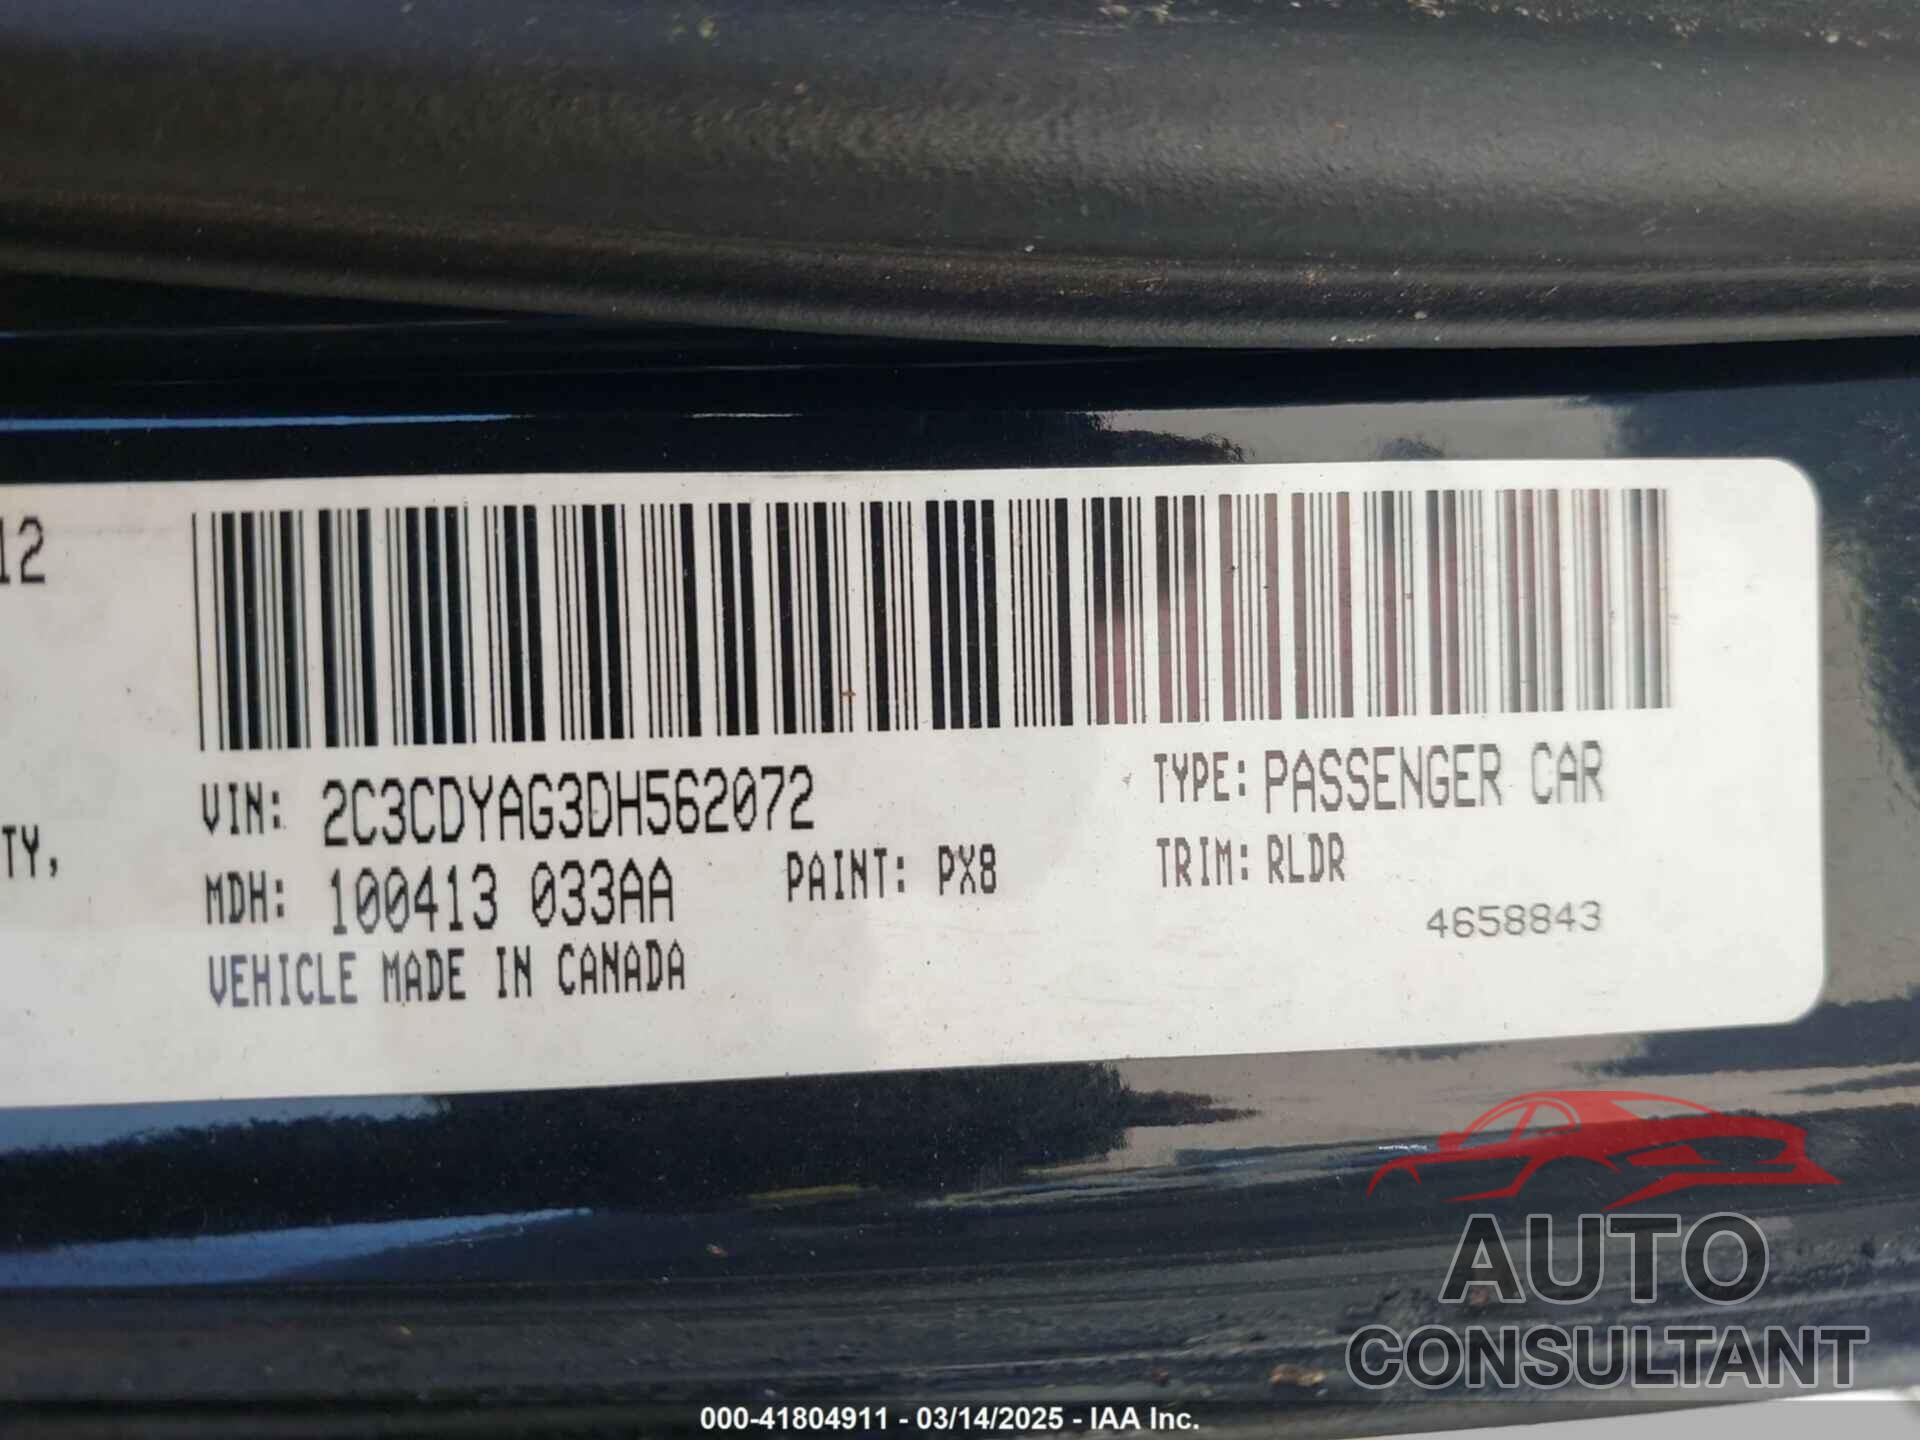 12
VIN: 2C3CDYAG3DH562072
TYPE: PASSENGER CAR
TY,
MDH: 100413 033AA
PAINT: PX8
TRIM: RLDR
4658843
VEHICLE MADE IN CANADA
AUTO
CONSULTANT
000-41804911 - 03/14/2025 - IAA Inc.